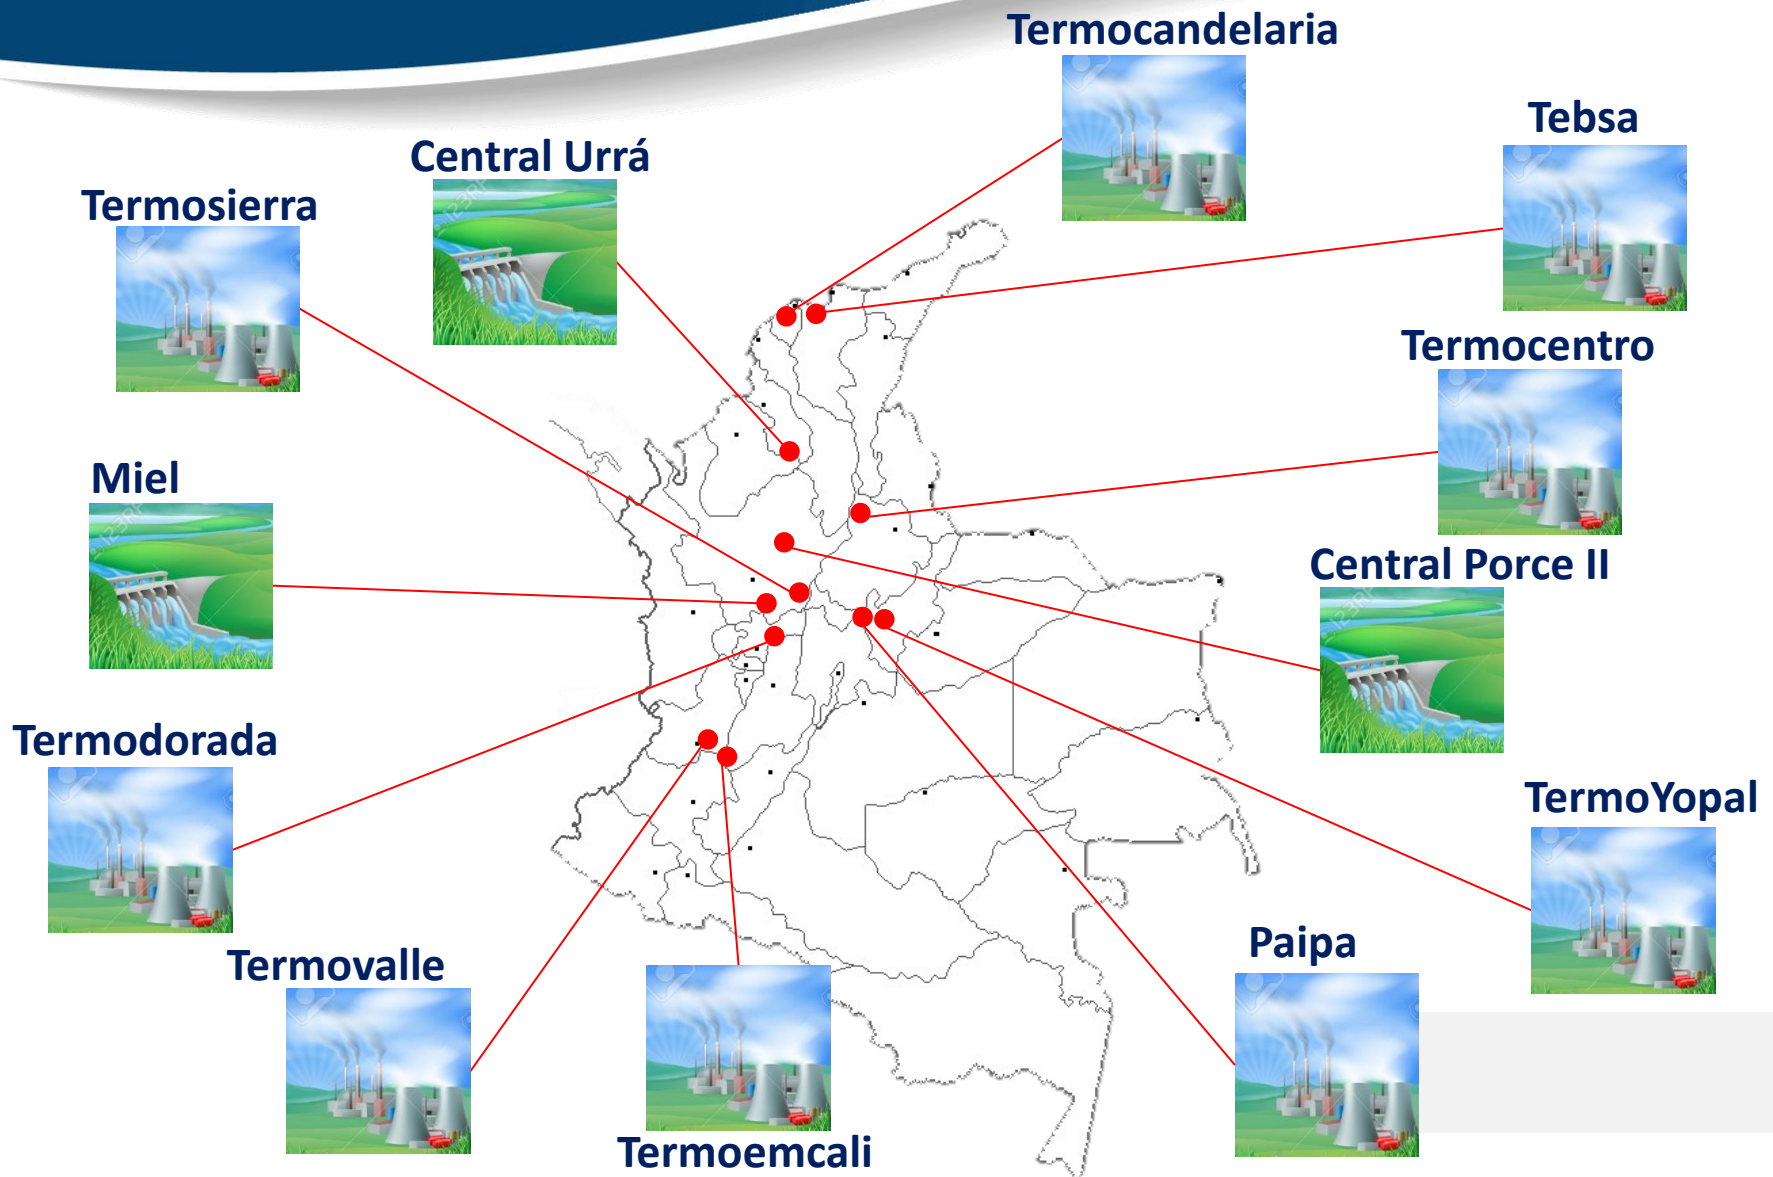 Termocandelaria
Tebsa
Central Urrá
Termosierra
Termocentro
Miel
Central Porce II
Termodorada
TermoYopal
Paipa
Termovalle
Termoemcali